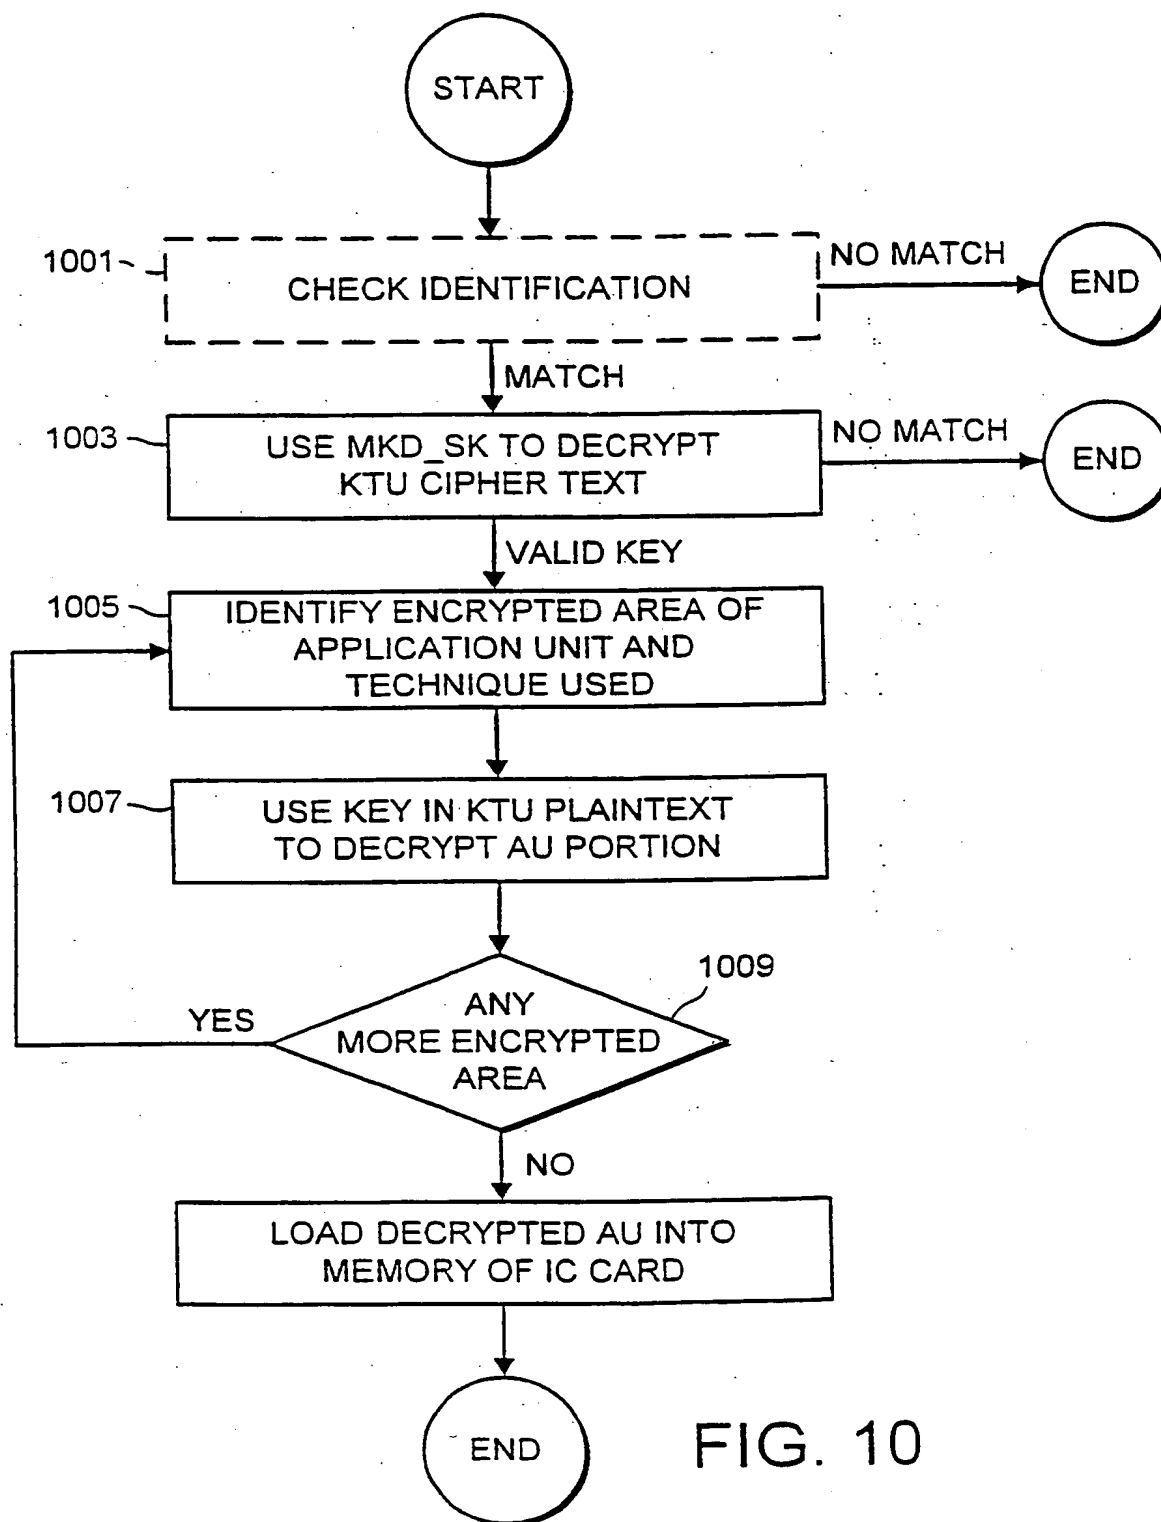 START
1001
CHECK IDENTIFICATION
NO MATCH
END
MATCH
1003
USE MKD_SK TO DECRYPT
KTU CIPHER TEXT
NO MATCH
END
VALID KEY
1005
IDENTIFY ENCRYPTED AREA OF
APPLICATION UNIT AND
TECHNIQUE USED
1007
USE KEY IN KTU PLAINTEXT
TO DECRYPT AU PORTION
1009
ANY
MORE ENCRYPTED
AREA
YES
NO
LOAD DECRYPTED AU INTO
MEMORY OF IC CARD
END
FIG. 10